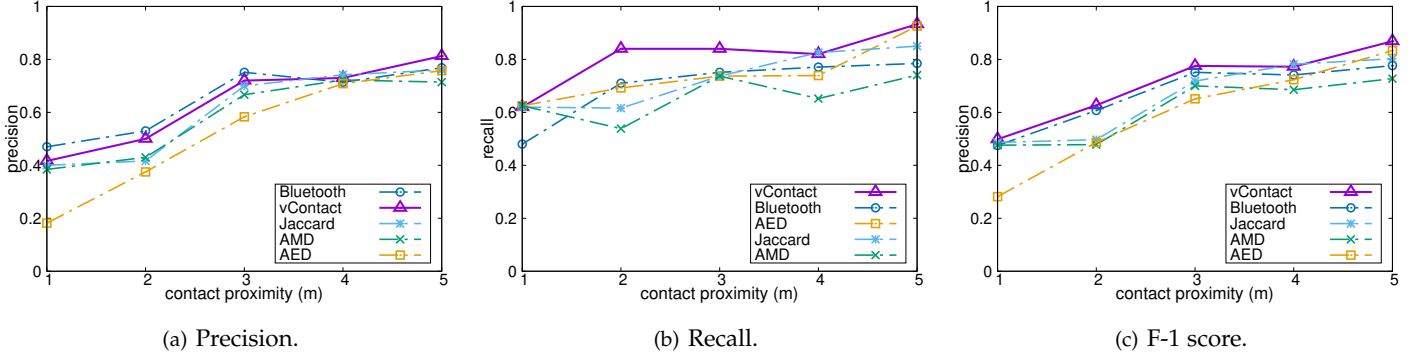 1
0.8
0.6
0.4
0.2
0
1
2
3
4
5
precision
contact proximity (m)
Bluetooth
vContact
Jaccard
AMD
AED
(a) Precision.
1
0.8
0.6
0.4
0.2
0
1
2
3
4
5
recall
contact proximity (m)
vContact
Bluetooth
AED
Jaccard
AMD
(b) Recall.
1
0.8
0.6
0.4
0.2
0
1
2
3
4
5
precision
contact proximity (m)
vContact
Bluetooth
Jaccard
AMD
AED
(c) F-1 score.